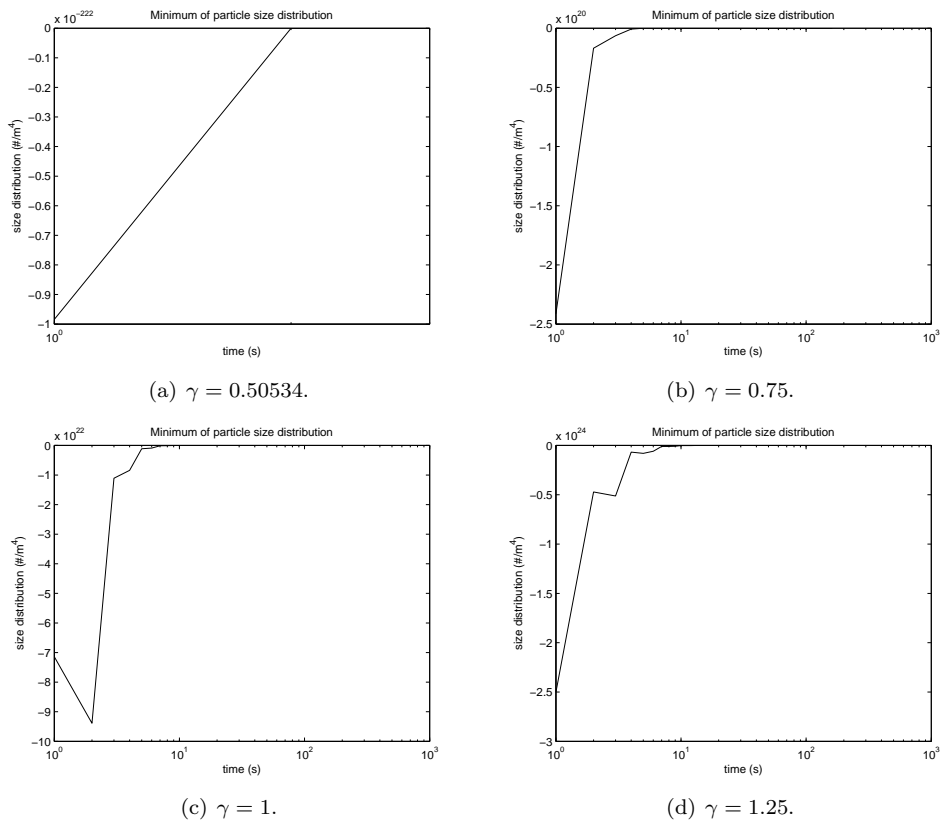 Minimum of particle size distribution
x 10^-222
0
−0.1
−0.2
−0.3
−0.4
−0.5
−0.6
−0.7
−0.8
−0.9
−1
size distribution (#/m^4)
10^0
time (s)
(a) γ = 0.50534.
Minimum of particle size distribution
x 10^20
0
−0.5
−1
−1.5
−2
−2.5
size distribution (#/m^4)
10^0 10^1 10^2 10^3
time (s)
(b) γ = 0.75.
Minimum of particle size distribution
x 10^22
0
−1
−2
−3
−4
−5
−6
−7
−8
−9
−10
size distribution (#/m^4)
10^0 10^1 10^2 10^3
time (s)
(c) γ = 1.
Minimum of particle size distribution
x 10^24
0
−0.5
−1
−1.5
−2
−2.5
−3
size distribution (#/m^4)
10^0 10^1 10^2 10^3
time (s)
(d) γ = 1.25.